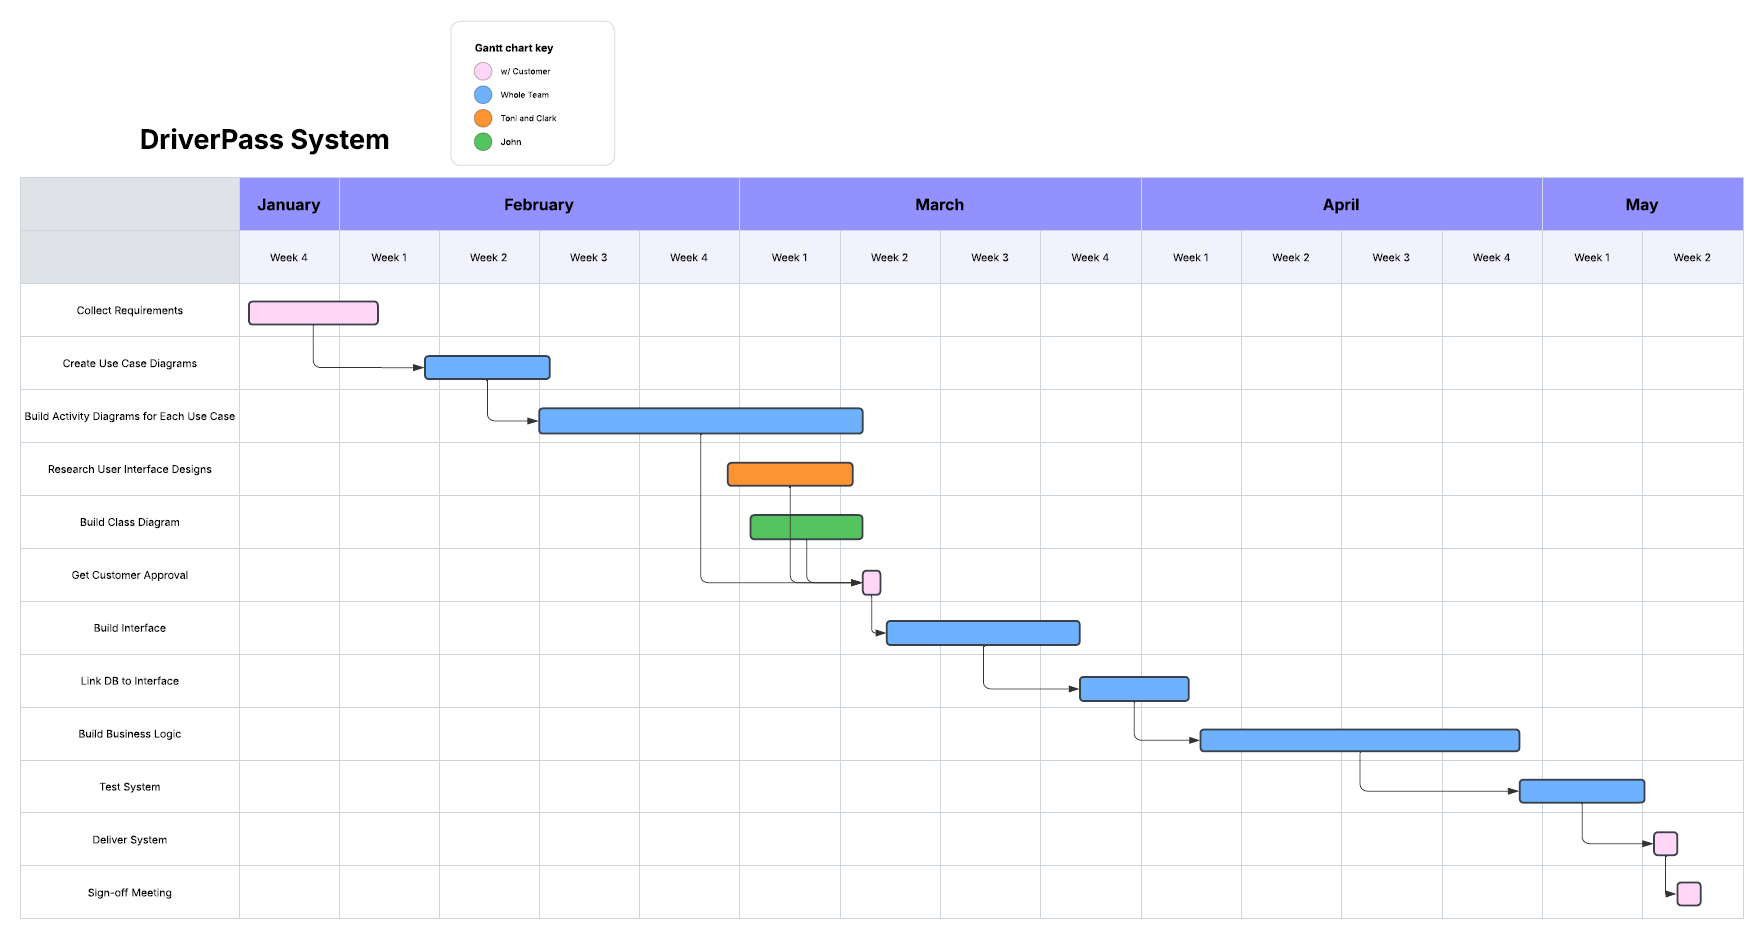 Gantt chart key
w/ Customer
Whole Team
Toni and Clark
John
DriverPass System
January February March April May
Week 4 Week 1 Week 2 Week 3 Week 4 Week 1 Week 2 Week 3 Week 4 Week 1 Week 2 Week 3 Week 4 Week 1 Week 2
Collect Requirements
Create Use Case Diagrams
Build Activity Diagrams for Each Use Case
Research User Interface Designs
Build Class Diagram
Get Customer Approval
Build Interface
Link DB to Interface
Build Business Logic
Test System
Deliver System
Sign-off Meeting